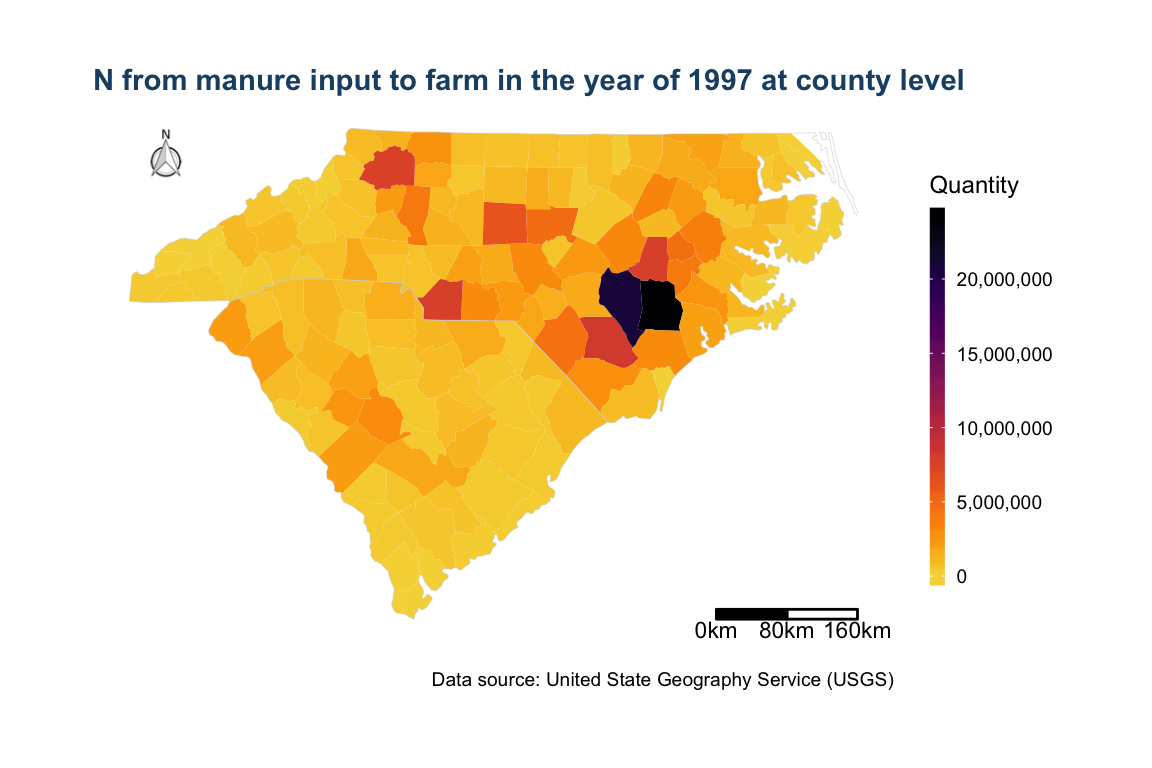 N from manure input to farm in the year of 1997 at county level
N
Quantity
20,000,000
15,000,000
10,000,000
5,000,000
0
0km 80km 160km
Data source: United State Geography Service (USGS)